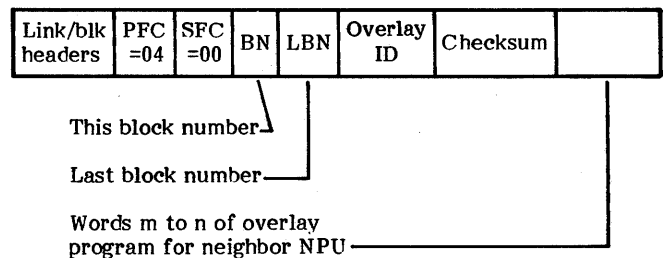 Link/blk headers PFC =04 SFC =00 BN LBN Overlay ID Checksum
This block number
Last block number
Words m to n of overlay
program for neighbor NPU